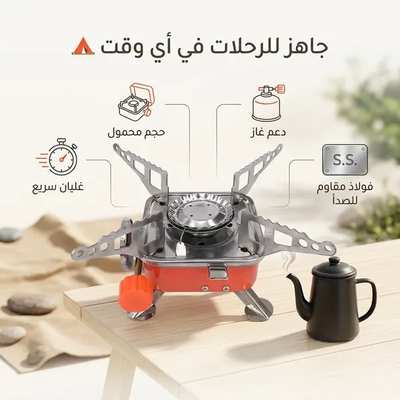 جاهز للرحلات في أي وقت
دعم غاز
حجم محمول
S.S.
فولاذ مقاوم
للصدأ
غليان سريع